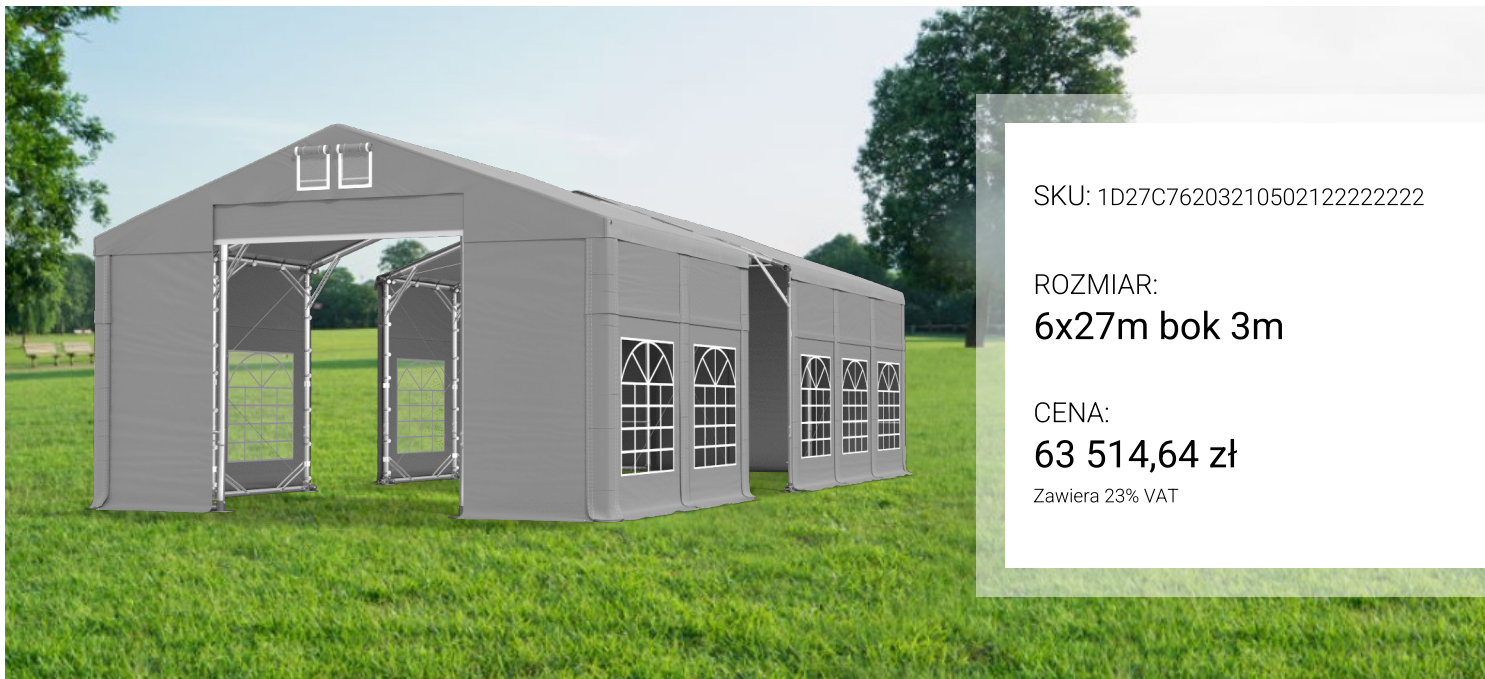 SKU: 1D27C76203210502122222222
ROZMIAR:
6x27m bok 3m
CENA:
63 514,64 zł
Zawiera 23% VAT